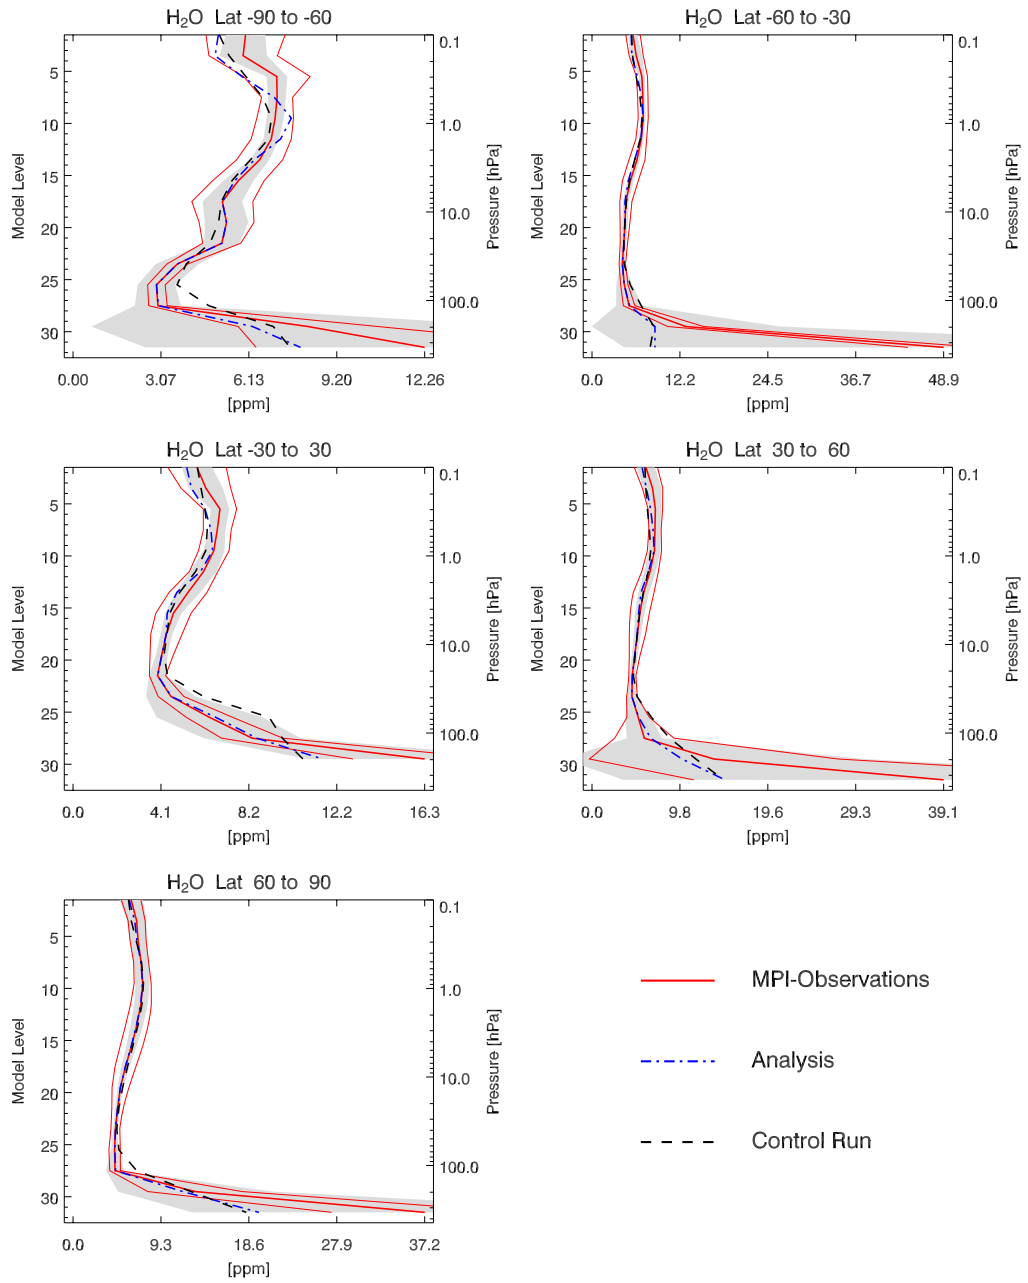 H₂O Lat -90 to -60
5
10
15
20
25
30
0.1
1.0
10.0
100.0
Model Level
Pressure [hPa]
0.00 3.07 6.13 9.20 12.26
[ppm]
H₂O Lat -60 to -30
5
10
15
20
25
30
0.1
1.0
10.0
100.0
Model Level
Pressure [hPa]
0.0 12.2 24.5 36.7 48.9
[ppm]
H₂O Lat -30 to 30
5
10
15
20
25
30
0.1
1.0
10.0
100.0
Model Level
Pressure [hPa]
0.0 4.1 8.2 12.2 16.3
[ppm]
H₂O Lat 30 to 60
5
10
15
20
25
30
0.1
1.0
10.0
100.0
Model Level
Pressure [hPa]
0.0 9.8 19.6 29.3 39.1
[ppm]
H₂O Lat 60 to 90
5
10
15
20
25
30
0.1
1.0
10.0
100.0
Model Level
Pressure [hPa]
0.0 9.3 18.6 27.9 37.2
[ppm]
MPI-Observations
Analysis
Control Run